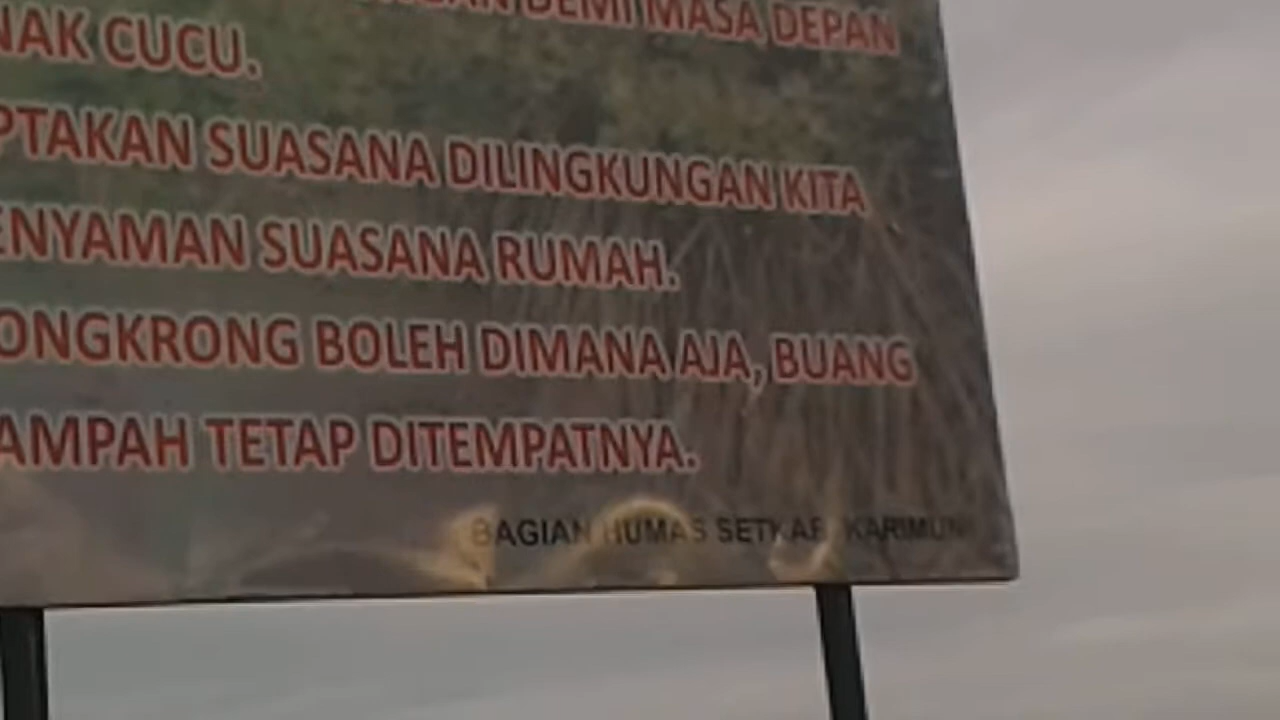 DEMI MASA DEPAN
NAK CUCU.
PTAKAN SUASANA DILINGKUNGAN KITA
ENYAMAN SUASANA RUMAH.
ONGKRONG BOLEH DIMANA AJA, BUANG
AMPAH TETAP DITEMPATNYA.
BAGIAN HUMAS SETKAB KARIMUN